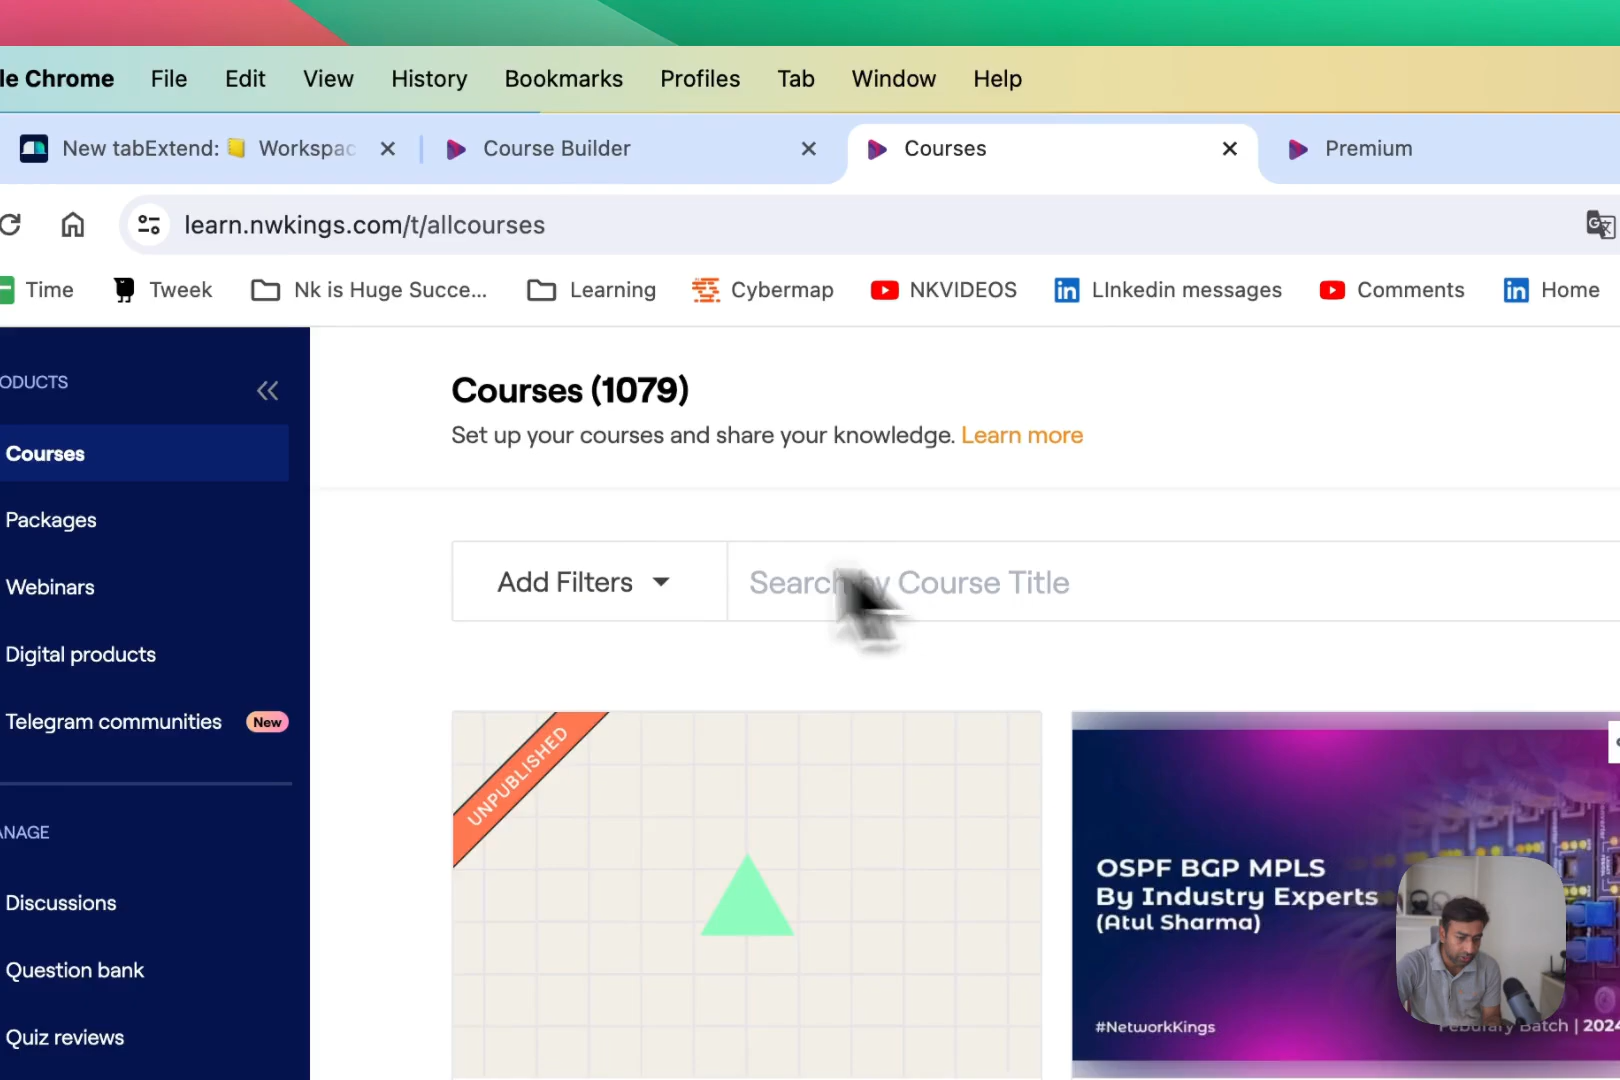 le Chrome File Edit View History Bookmarks Profiles Tab Window Help
New tabExtend: Workspac Course Builder Courses Premium
learn.nwkings.com/t/allcourses
Time Tweek Nk is Huge Succe... Learning Cybermap NKVIDEOS LInkedin messages Comments Home
ODUCTS
Courses (1079)
Set up your courses and share your knowledge. Learn more
Courses
Packages
Webinars
Digital products
Telegram communities New
ANAGE
Discussions
Question bank
Quiz reviews
Add Filters Search by Course Title
UNPUBLISHED
OSPF BGP MPLS
By Industry Experts
(Atul Sharma)
#NetworkKings Feburary Batch | 2024